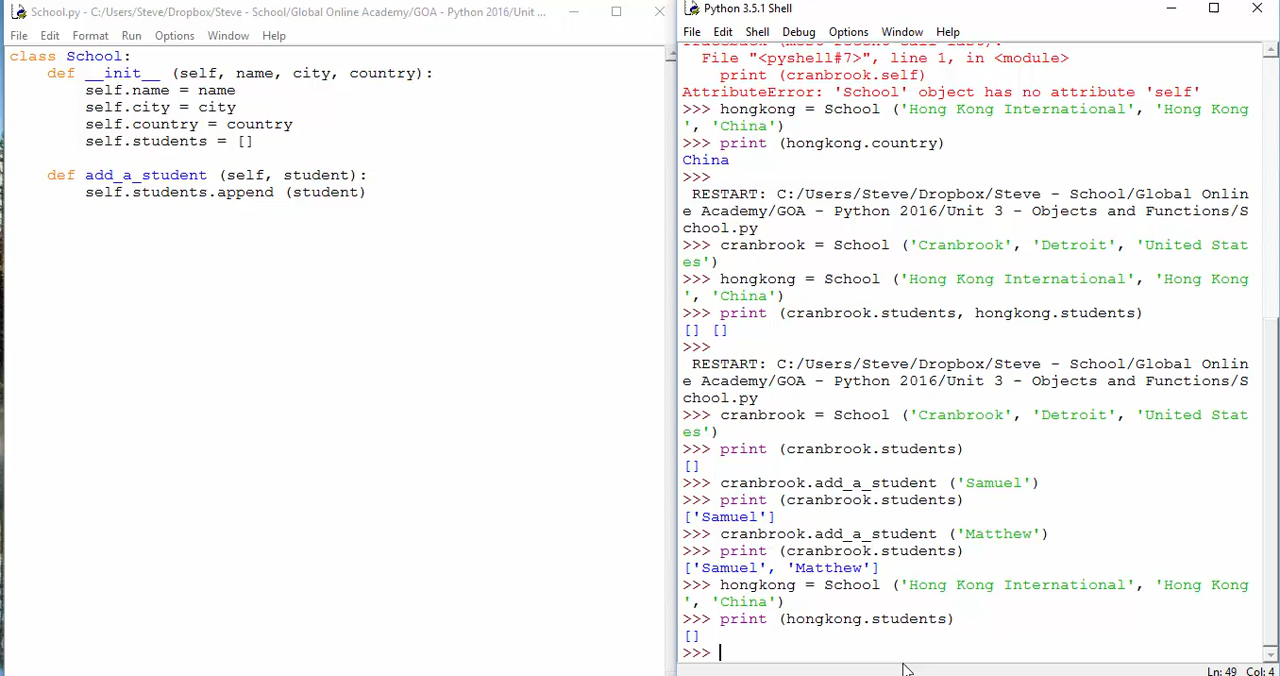 School.py - C:/Users/Steve/Dropbox/Steve - School/Global Online Academy/GOA - Python 2016/Unit ...
File Edit Format Run Options Window Help
class School:
    def __init__ (self, name, city, country):
        self.name = name
        self.city = city
        self.country = country
        self.students = []
    def add_a_student (self, student):
        self.students.append (student)
Python 3.5.1 Shell
File Edit Shell Debug Options Window Help
Traceback (most recent call last):
  File "<pyshell#7>", line 1, in <module>
    print (cranbrook.self)
AttributeError: 'School' object has no attribute 'self'
>>> hongkong = School ('Hong Kong International', 'Hong Kong
', 'China')
>>> print (hongkong.country)
China
>>>
 RESTART: C:/Users/Steve/Dropbox/Steve - School/Global Onlin
e Academy/GOA - Python 2016/Unit 3 - Objects and Functions/S
chool.py
>>> cranbrook = School ('Cranbrook', 'Detroit', 'United Stat
es')
>>> hongkong = School ('Hong Kong International', 'Hong Kong
', 'China')
>>> print (cranbrook.students, hongkong.students)
[] []
>>>
 RESTART: C:/Users/Steve/Dropbox/Steve - School/Global Onlin
e Academy/GOA - Python 2016/Unit 3 - Objects and Functions/S
chool.py
>>> cranbrook = School ('Cranbrook', 'Detroit', 'United Stat
es')
>>> print (cranbrook.students)
[]
>>> cranbrook.add_a_student ('Samuel')
>>> print (cranbrook.students)
['Samuel']
>>> cranbrook.add_a_student ('Matthew')
>>> print (cranbrook.students)
['Samuel', 'Matthew']
>>> hongkong = School ('Hong Kong International', 'Hong Kong
', 'China')
>>> print (hongkong.students)
[]
>>>
Ln: 49 Col: 4